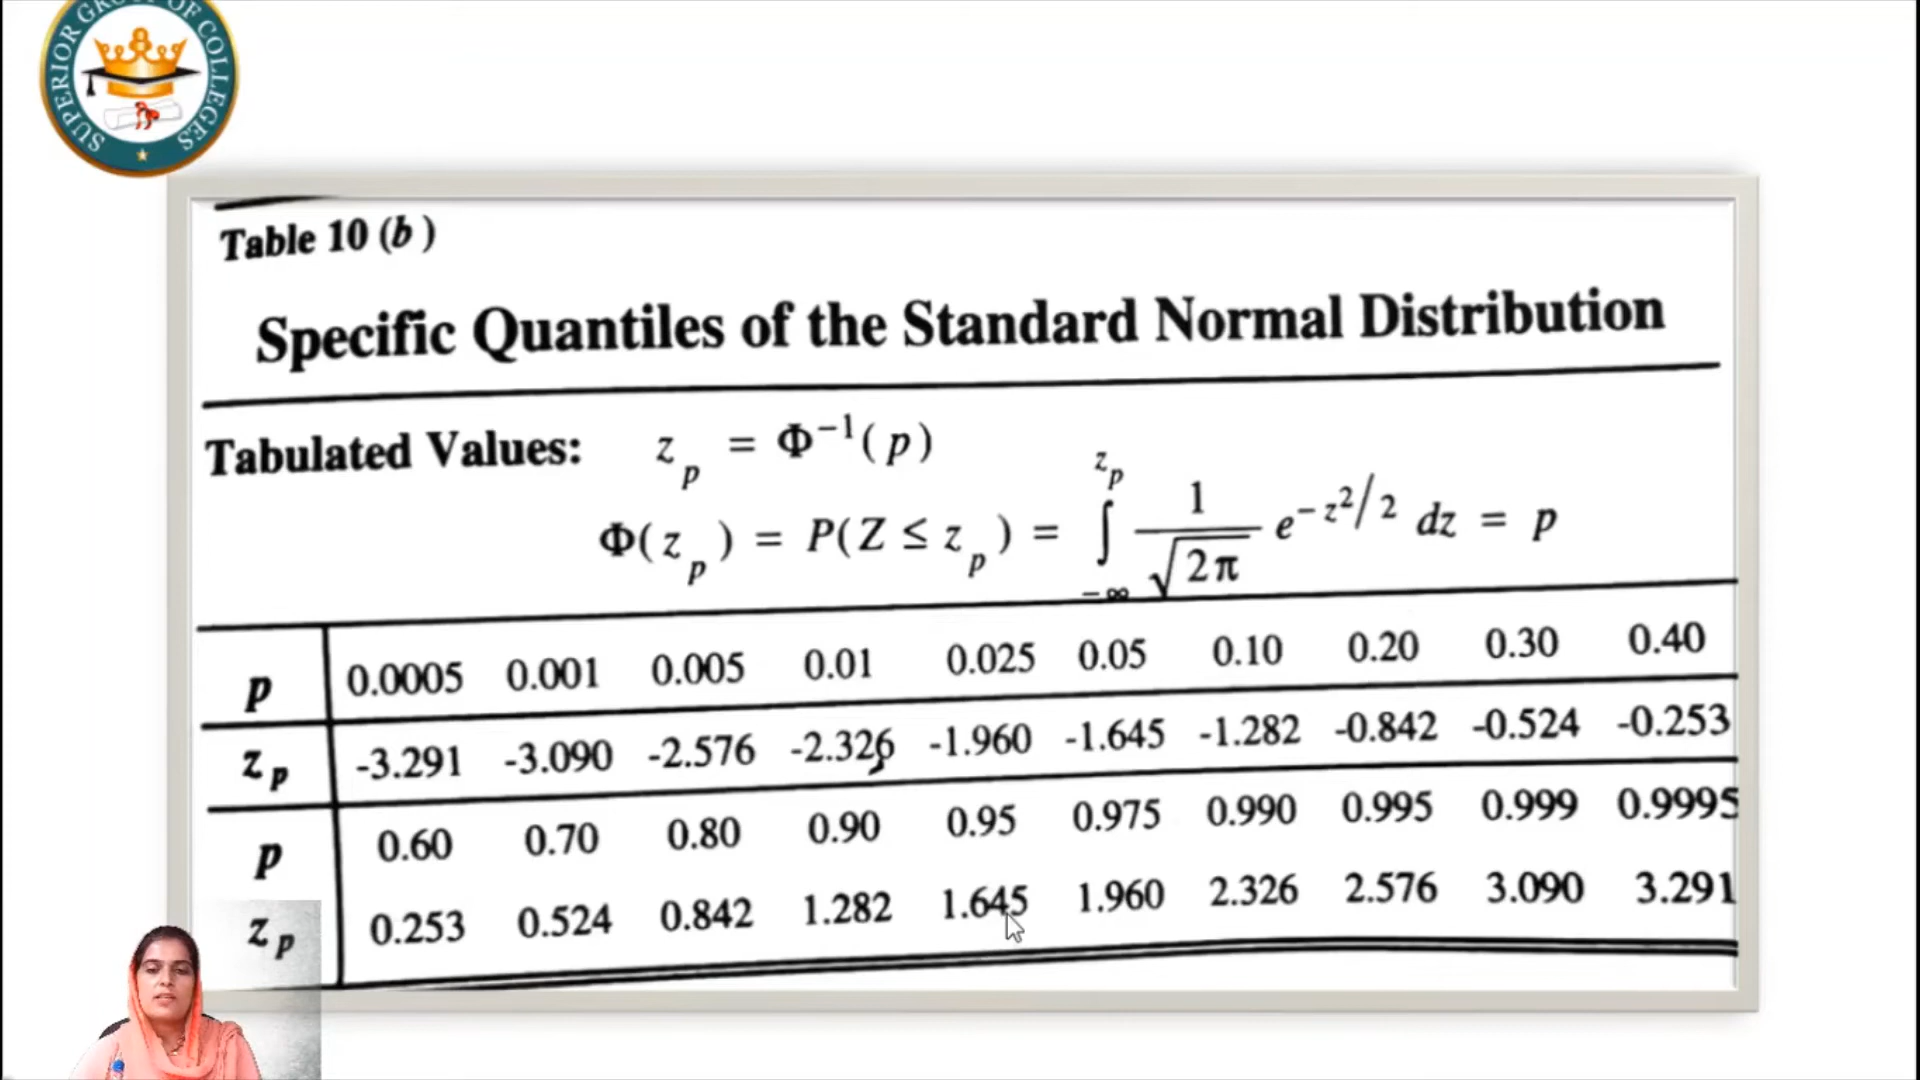 SUPERIOR GROUP OF COLLEGES
Table 10 (b)
Specific Quantiles of the Standard Normal Distribution
Tabulated Values: z_p = Φ^{-1}(p)
Φ(z_p) = P(Z ≤ z_p) = ∫_{-∞}^{z_p} 1/√2π e^{-z²/2} dz = p
p 0.0005 0.001 0.005 0.01 0.025 0.05 0.10 0.20 0.30 0.40
z_p -3.291 -3.090 -2.576 -2.326 -1.960 -1.645 -1.282 -0.842 -0.524 -0.253
p 0.60 0.70 0.80 0.90 0.95 0.975 0.990 0.995 0.999 0.9995
z_p 0.253 0.524 0.842 1.282 1.645 1.960 2.326 2.576 3.090 3.291